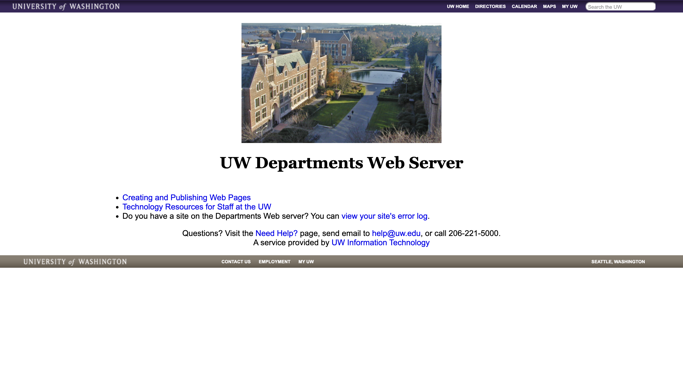 UNIVERSITY of WASHINGTON
UW HOME DIRECTORIES CALENDAR MAPS MY UW Search the UW
UW Departments Web Server
Creating and Publishing Web Pages
Technology Resources for Staff at the UW
Do you have a site on the Departments Web server? You can view your site's error log.
Questions? Visit the Need Help? page, send email to help@uw.edu, or call 206-221-5000.
A service provided by UW Information Technology
UNIVERSITY of WASHINGTON
CONTACT US EMPLOYMENT MY UW
SEATTLE, WASHINGTON